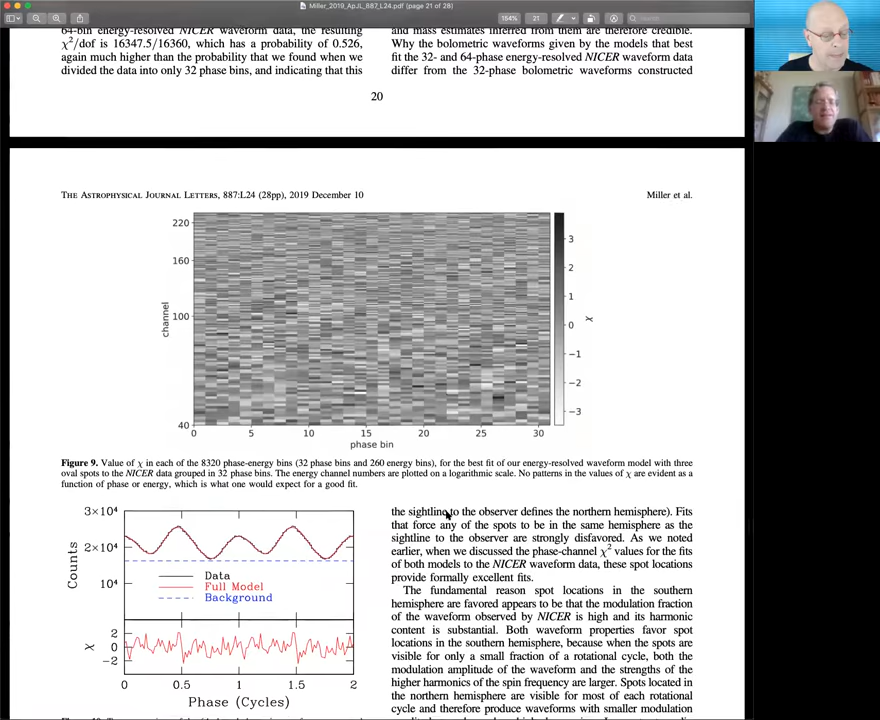 Miller_2019_ApJL_887_L24.pdf (page 21 of 28)
154%
21
Search
64-bin energy-resolved NICER waveform data, the resulting
χ²/dof is 16347.5/16360, which has a probability of 0.526,
again much higher than the probability that we found when we
divided the data into only 32 phase bins, and indicating that this
and mass estimates inferred from them are therefore credible.
Why the bolometric waveforms given by the models that best
fit the 32- and 64-phase energy-resolved NICER waveform data
differ from the 32-phase bolometric waveforms constructed
20
THE ASTROPHYSICAL JOURNAL LETTERS, 887:L24 (28pp), 2019 December 10
Miller et al.
220
160
100
40
channel
0 5 10 15 20 25 30
phase bin
3
2
1
0
−1
−2
−3
χ
Figure 9. Value of χ in each of the 8320 phase-energy bins (32 phase bins and 260 energy bins), for the best fit of our energy-resolved waveform model with three
oval spots to the NICER data grouped in 32 phase bins. The energy channel numbers are plotted on a logarithmic scale. No patterns in the values of χ are evident as a
function of phase or energy, which is what one would expect for a good fit.
3×10⁴
2×10⁴
10⁴
Counts
Data
Full Model
Background
2
0
−2
χ
0 0.5 1 1.5 2
Phase (Cycles)
the sightline to the observer defines the northern hemisphere). Fits
that force any of the spots to be in the same hemisphere as the
sightline to the observer are strongly disfavored. As we noted
earlier, when we discussed the phase-channel χ² values for the fits
of both models to the NICER waveform data, these spot locations
provide formally excellent fits.
The fundamental reason spot locations in the southern
hemisphere are favored appears to be that the modulation fraction
of the waveform observed by NICER is high and its harmonic
content is substantial. Both waveform properties favor spot
locations in the southern hemisphere, because when the spots are
visible for only a small fraction of a rotational cycle, both the
modulation amplitude of the waveform and the strengths of the
higher harmonics of the spin frequency are larger. Spots located in
the northern hemisphere are visible for most of each rotational
cycle and therefore produce waveforms with smaller modulation